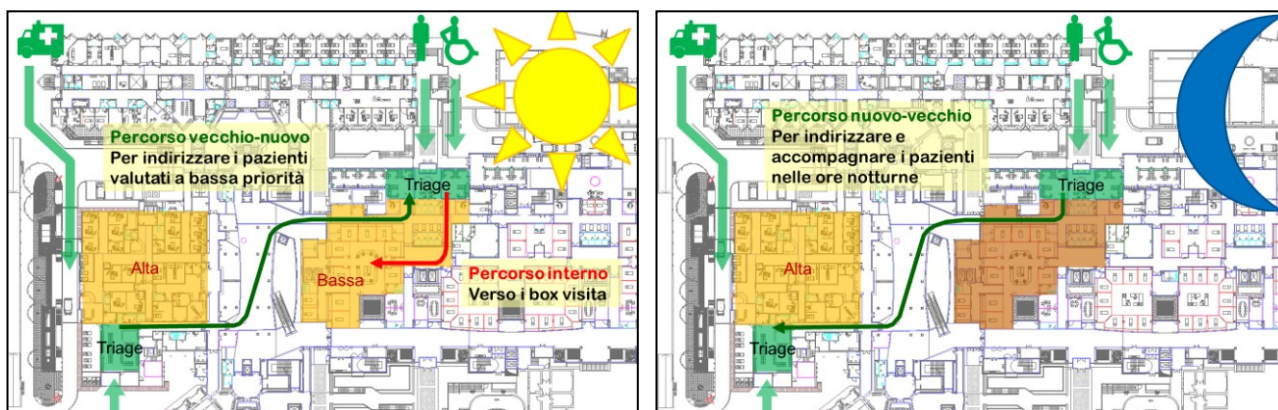 Percorso vecchio-nuovo
Per indirizzare i pazienti
valutati a bassa priorità
Triage
Alta
Bassa
Percorso interno
Verso i box visita
Triage
Percorso nuovo-vecchio
Per indirizzare e
accompagnare i pazienti
nelle ore notturne
Triage
Alta
Triage